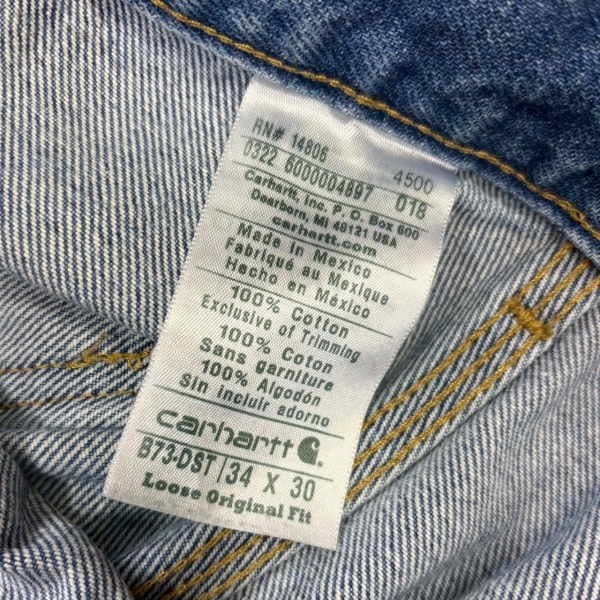 RN# 14806
4500
0322 6000004897 018
Carhartt, Inc. P. O. Box 600
Dearborn, MI 48121 USA
carhartt.com
Made in Mexico
Fabriqué au Mexique
Hecho en México
100% Cotton
Exclusive of Trimming
100% Coton
Sans garniture
100% Algodón
Sin incluir adorno
carhartt
B73-DST 34 X 30
Loose Original Fit